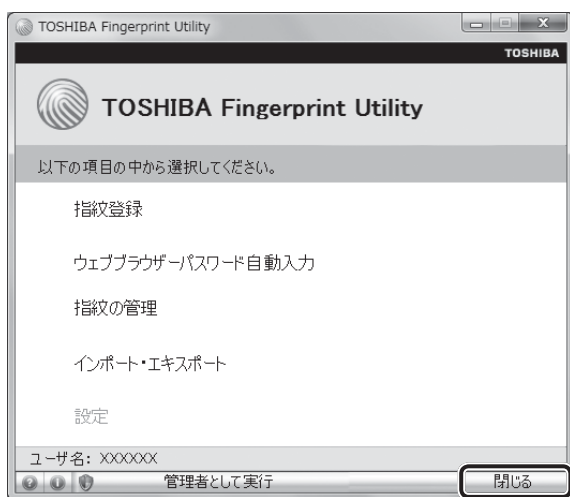 TOSHIBA Fingerprint Utility
TOSHIBA
TOSHIBA Fingerprint Utility
以下の項目の中から選択してください。
指紋登録
ウェブブラウザーパスワード自動入力
指紋の管理
インポート・エキスポート
設定
ユーザ名: XXXXXX
管理者として実行
閉じる